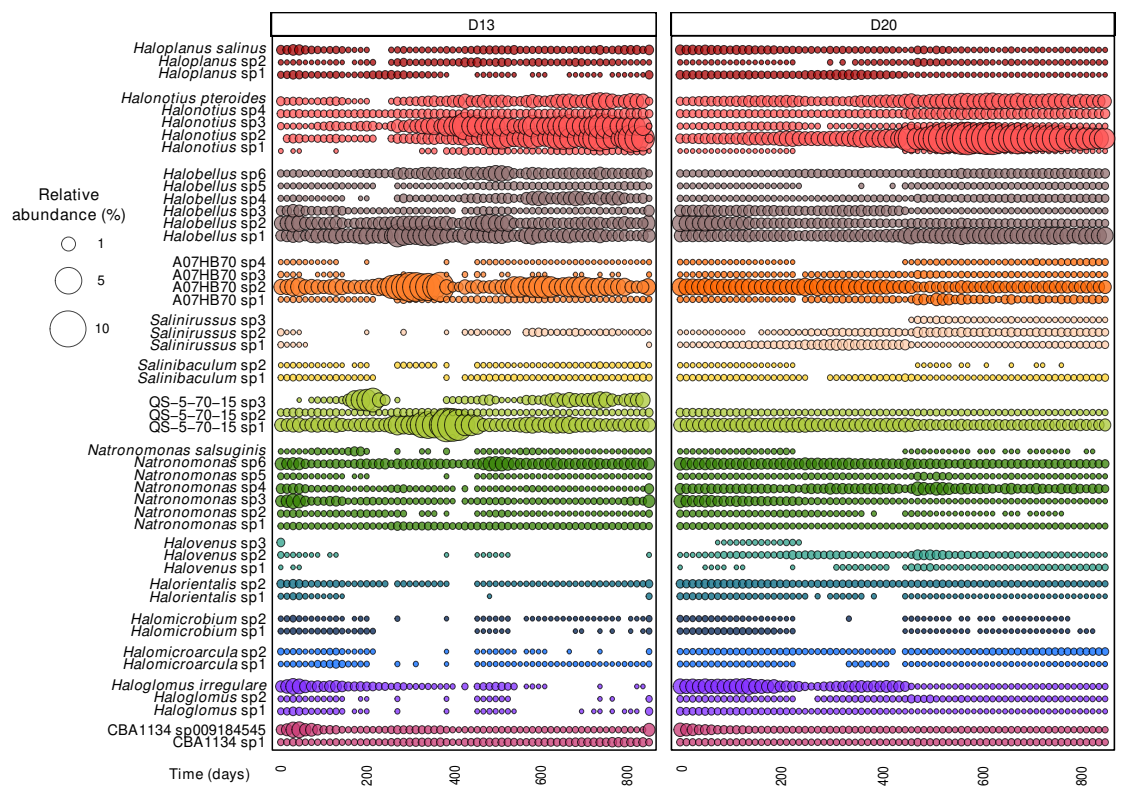 D13 D20
Haloplanus salinus
Haloplanus sp2
Haloplanus sp1
Halonotius pteroides
Halonotius sp4
Halonotius sp3
Halonotius sp2
Halonotius sp1
Halobellus sp6
Halobellus sp5
Halobellus sp4
Halobellus sp3
Halobellus sp2
Halobellus sp1
Relative
abundance (%)
1
5
10
A07HB70 sp4
A07HB70 sp3
A07HB70 sp2
A07HB70 sp1
Salinirussus sp3
Salinirussus sp2
Salinirussus sp1
Salinibaculum sp2
Salinibaculum sp1
QS−5−70−15 sp3
QS−5−70−15 sp2
QS−5−70−15 sp1
Natronomonas salsuginis
Natronomonas sp6
Natronomonas sp5
Natronomonas sp4
Natronomonas sp3
Natronomonas sp2
Natronomonas sp1
Halovenus sp3
Halovenus sp2
Halovenus sp1
Halorientalis sp2
Halorientalis sp1
Halomicrobium sp2
Halomicrobium sp1
Halomicroarcula sp2
Halomicroarcula sp1
Haloglomus irregulare
Haloglomus sp2
Haloglomus sp1
CBA1134 sp009184545
CBA1134 sp1
Time (days) 0 200 400 600 800 0 200 400 600 800